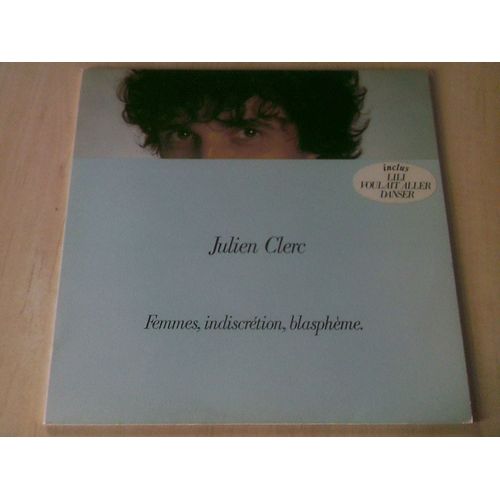 inclus
LILI
VOULAIT ALLER
DANSER
Julien Clerc
Femmes, indiscrétion, blasphème.